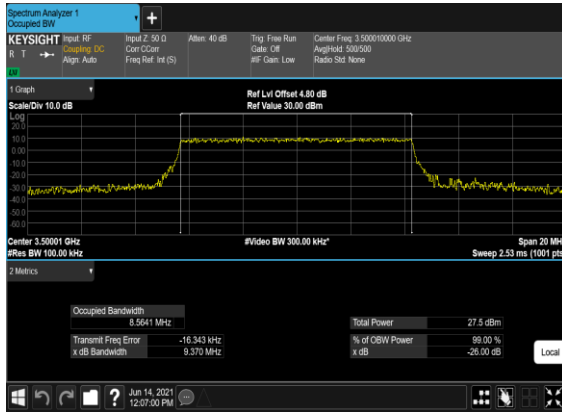 Spectrum Analyzer 1
Occupied BW
+
KEYSIGHT Input: RF Input Z: 50 Ω Atten: 40 dB Trig: Free Run Center Freq: 3.500010000 GHz
R T Coupling: DC Corr CCorr Gate: Off Avg|Hold: 500/500
Align: Auto Freq Ref: Int (S) #IF Gain: Low Radio Std: None
1 Graph
Ref Lvl Offset 4.80 dB
Scale/Div 10.0 dB Ref Value 30.00 dBm
Log
20.0
10.0
0.00
-10.0
-20.0
-30.0
-40.0
-50.0
-60.0
Center 3.50001 GHz #Video BW 300.00 kHz* Span 20 MH
#Res BW 100.00 kHz Sweep 2.53 ms (1001 pts
2 Metrics
Occupied Bandwidth
8.5641 MHz Total Power 27.5 dBm
Transmit Freq Error -16.343 kHz % of OBW Power 99.00 %
x dB Bandwidth 9.370 MHz x dB -26.00 dB
Local
? Jun 14, 2021
12:07:00 PM